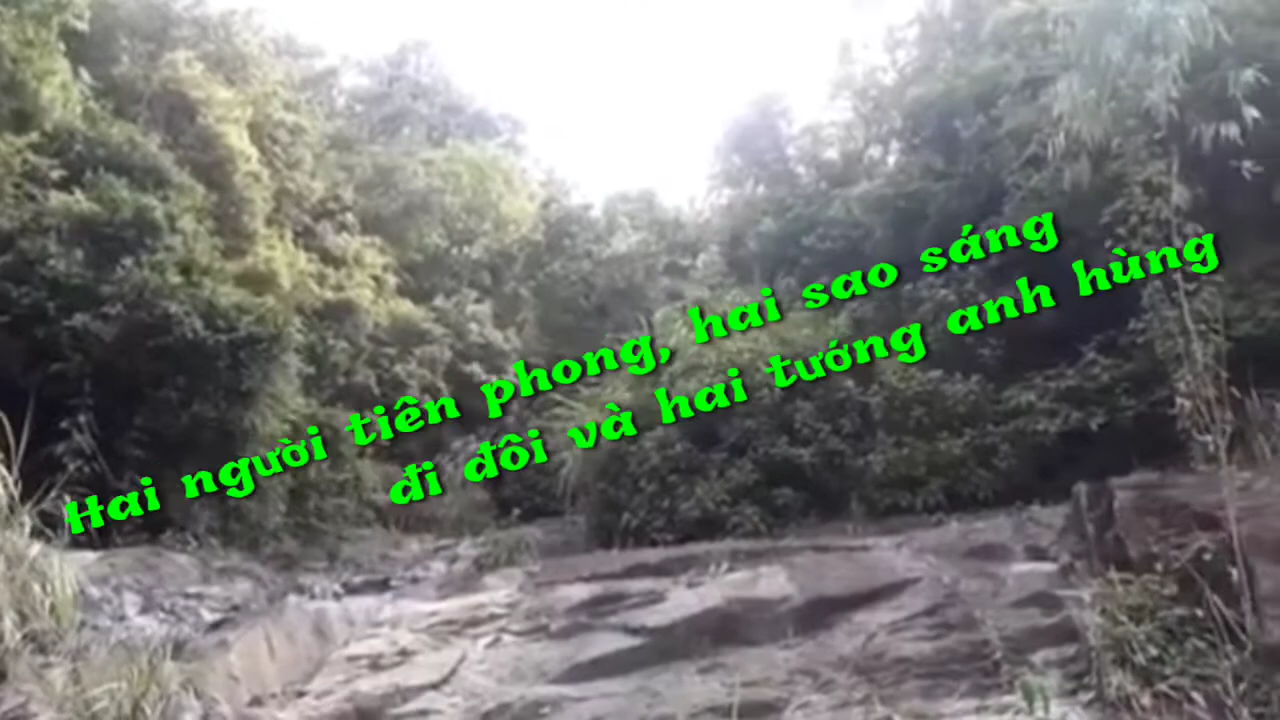 Hai người tiên phong, hai sao sáng
đi đôi và hai tướng anh hùng